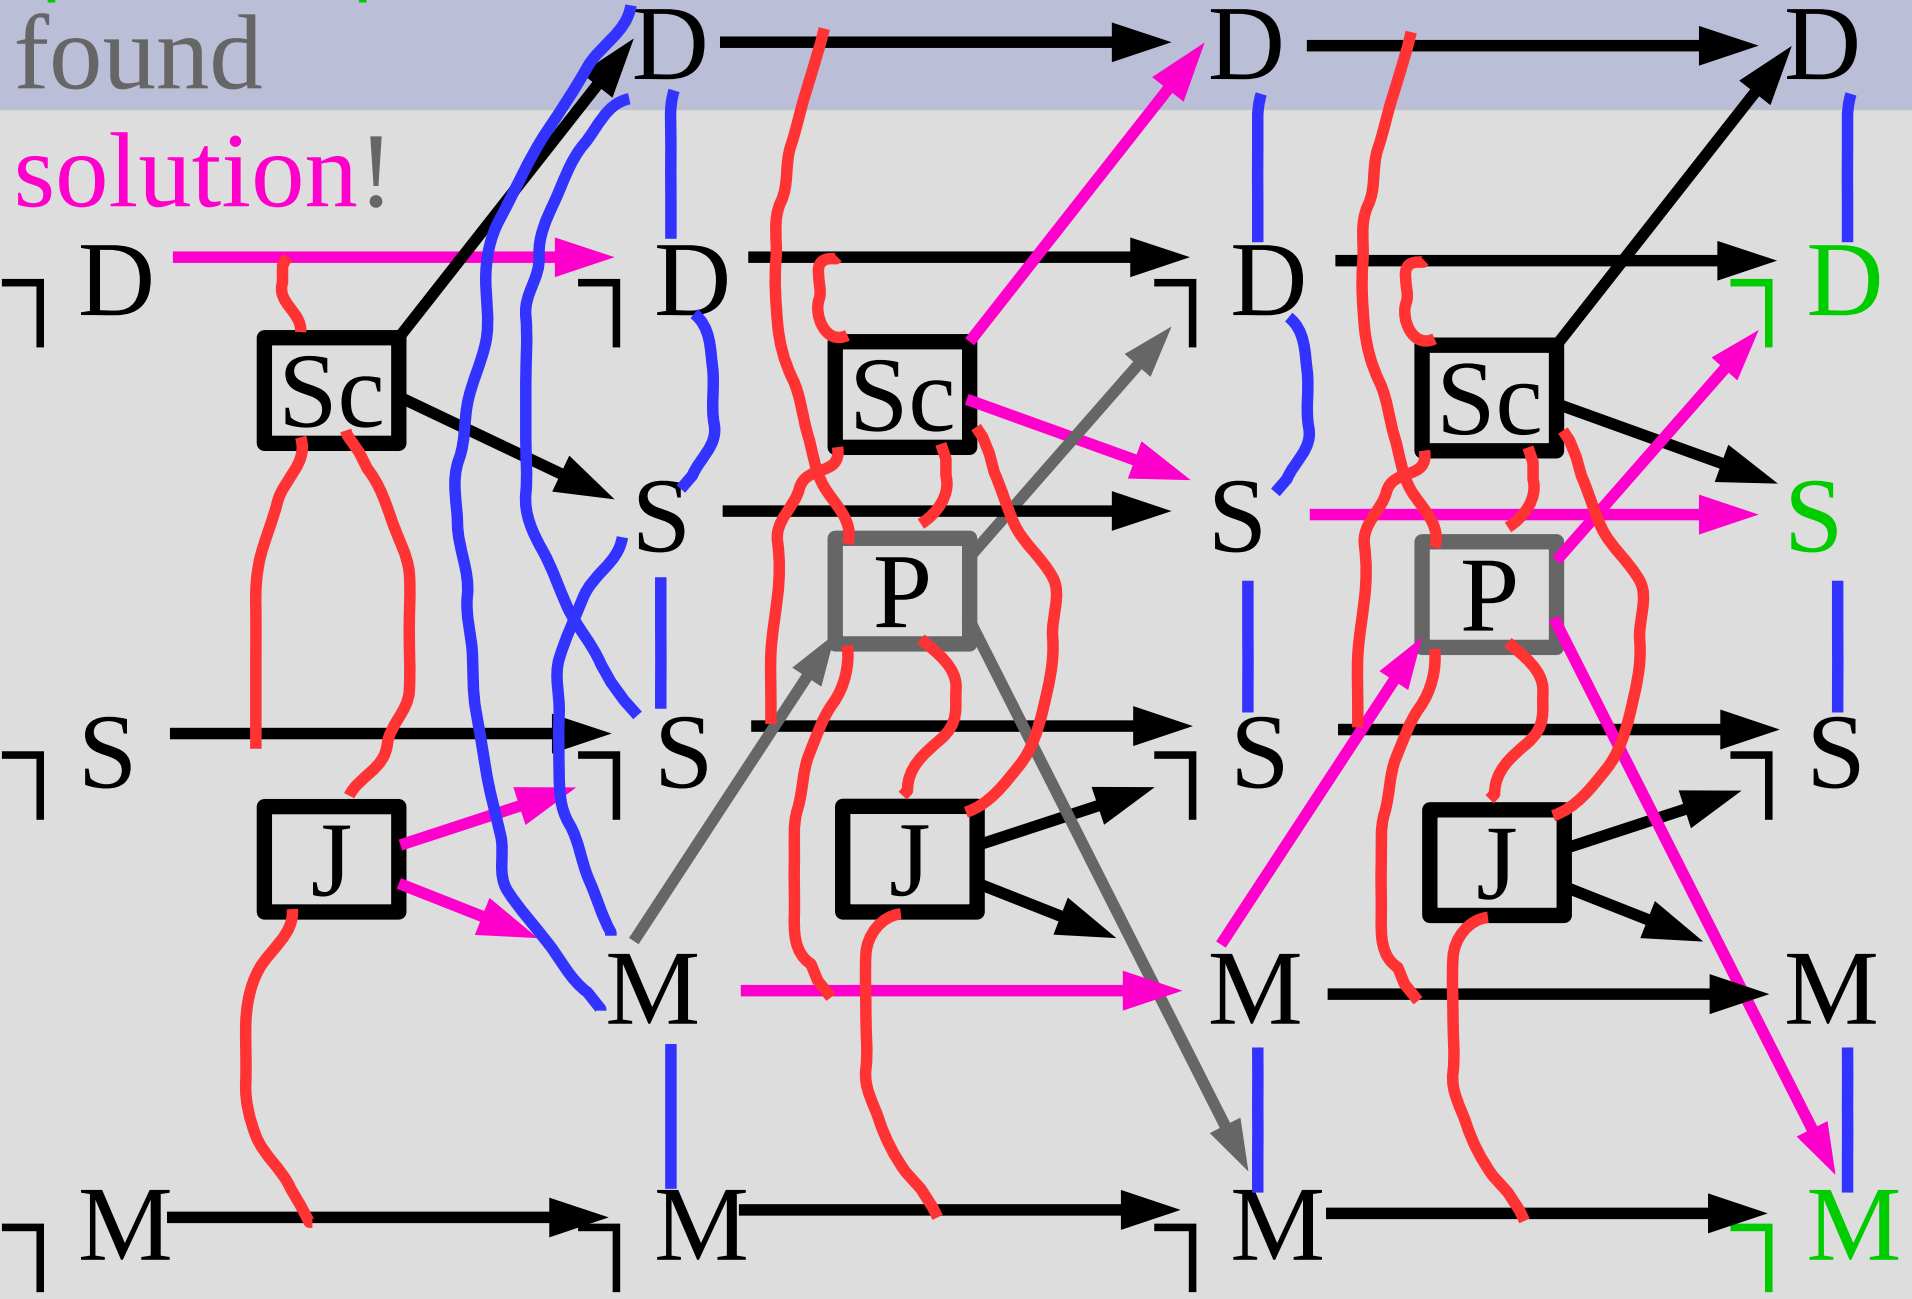 found D D D
solution!
¬D ¬D ¬D ¬D
Sc Sc Sc
S S S
P P
¬S ¬S ¬S ¬S
J J J
M M M
¬M ¬M ¬M ¬M